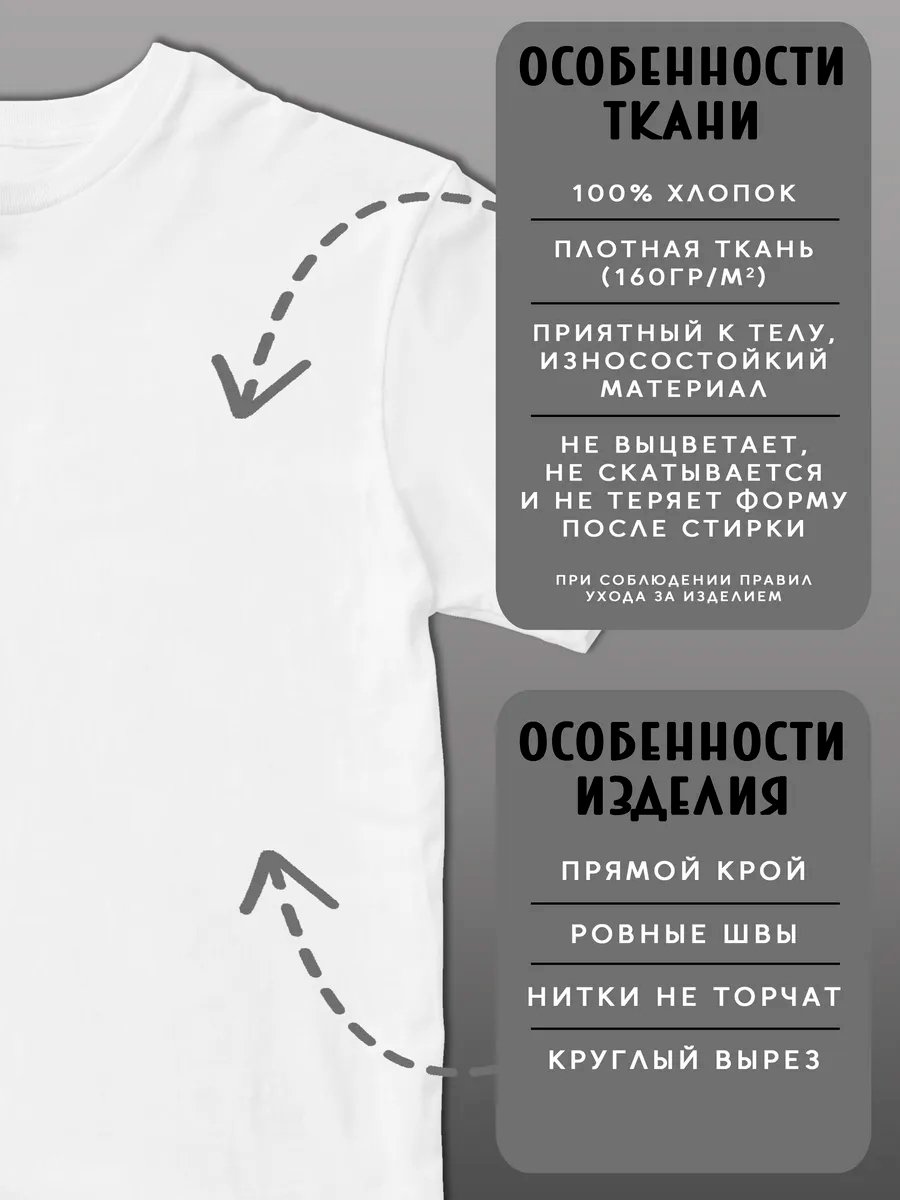 ОСОБЕННОСТИ
ТКАНИ
100% ХЛОПОК
ПЛОТНАЯ ТКАНЬ
(160ГР/М²)
ПРИЯТНЫЙ К ТЕЛУ,
ИЗНОСОСТОЙКИЙ
МАТЕРИАЛ
НЕ ВЫЦВЕТАЕТ,
НЕ СКАТЫВАЕТСЯ
И НЕ ТЕРЯЕТ ФОРМУ
ПОСЛЕ СТИРКИ
ПРИ СОБЛЮДЕНИИ ПРАВИЛ
УХОДА ЗА ИЗДЕЛИЕМ
ОСОБЕННОСТИ
ИЗДЕЛИЯ
ПРЯМОЙ КРОЙ
РОВНЫЕ ШВЫ
НИТКИ НЕ ТОРЧАТ
КРУГЛЫЙ ВЫРЕЗ